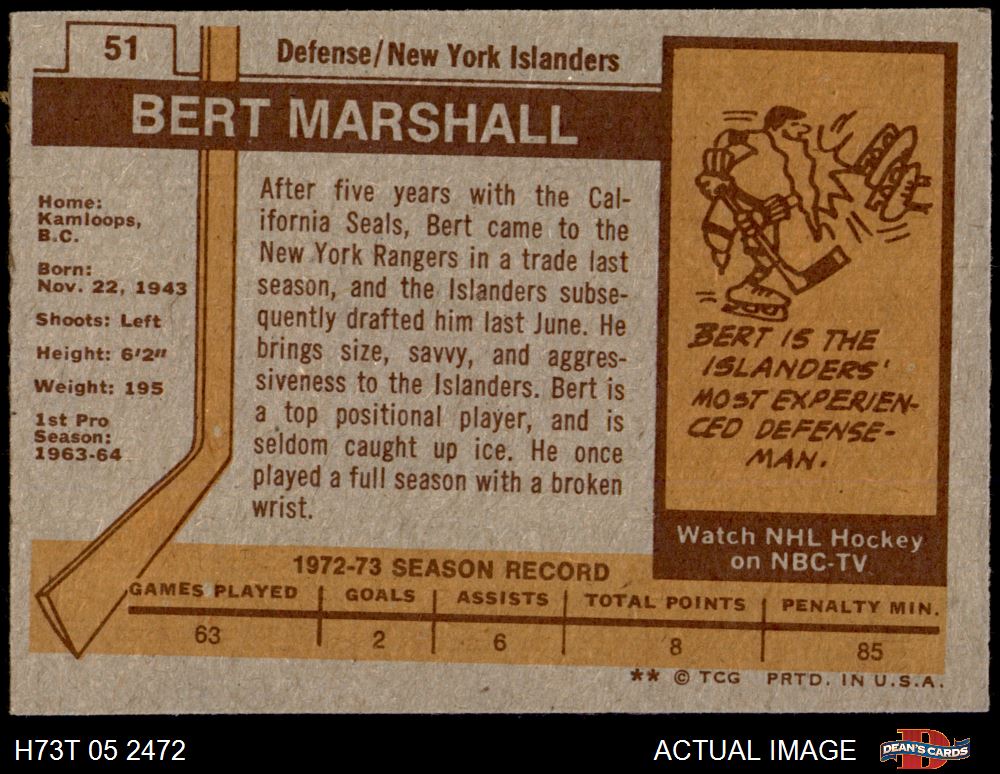 51
Defense/New York Islanders
BERT MARSHALL
Home:
Kamloops,
B.C.
Born:
Nov. 22, 1943
Shoots: Left
Height: 6'2"
Weight: 195
1st Pro
Season:
1963-64
After five years with the Cal-
ifornia Seals, Bert came to the
New York Rangers in a trade last
season, and the Islanders subse-
quently drafted him last June. He
brings size, savvy, and aggres-
siveness to the Islanders. Bert is
a top positional player, and is
seldom caught up ice. He once
played a full season with a broken
wrist.
BERT IS THE
ISLANDERS'
MOST EXPERIEN-
CED DEFENSE-
MAN.
Watch NHL Hockey
on NBC-TV
1972-73 SEASON RECORD
GAMES PLAYED GOALS ASSISTS TOTAL POINTS PENALTY MIN.
63 2 6 8 85
** © TCG PRTD. IN U.S.A.
H73T 05 2472 ACTUAL IMAGE DEAN'S CARDS